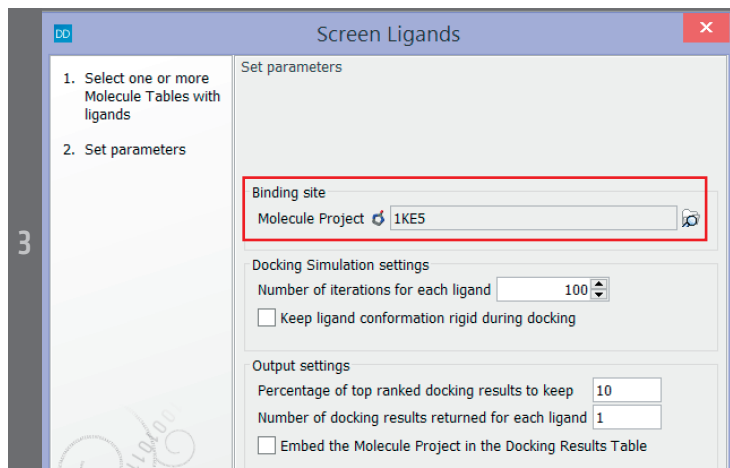 DD
Screen Ligands
1. Select one or more
Molecule Tables with
ligands
2. Set parameters
Set parameters
Binding site
Molecule Project 1KE5
3
Docking Simulation settings
Number of iterations for each ligand 100
Keep ligand conformation rigid during docking
Output settings
Percentage of top ranked docking results to keep 10
Number of docking results returned for each ligand 1
Embed the Molecule Project in the Docking Results Table